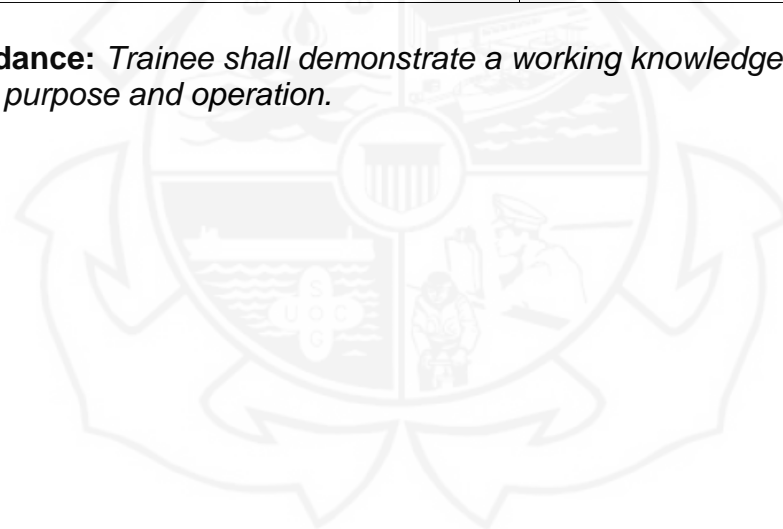 dance: Trainee shall demonstrate a working knowledge
purpose and operation.
S
U O C
G